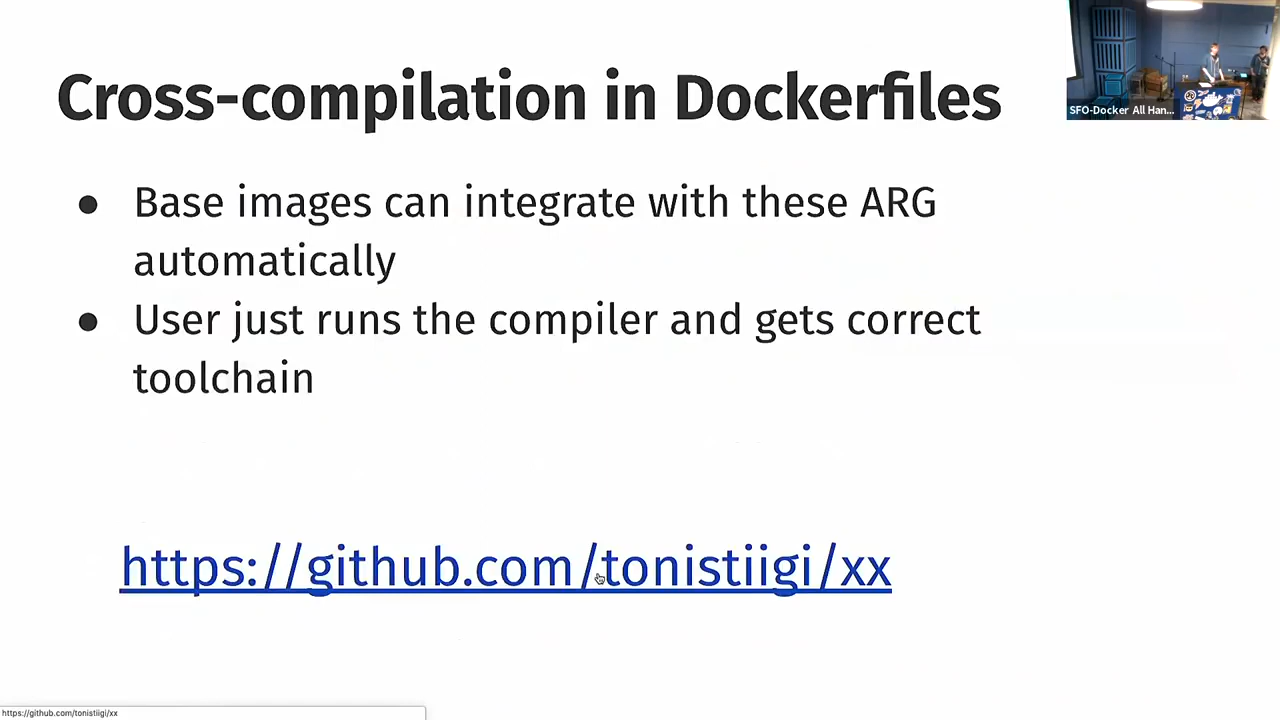 Cross-compilation in Dockerfiles
SFO-Docker All Han...
● Base images can integrate with these ARG
automatically
● User just runs the compiler and gets correct
toolchain
https://github.com/tonistiigi/xx
https://github.com/tonistiigi/xx